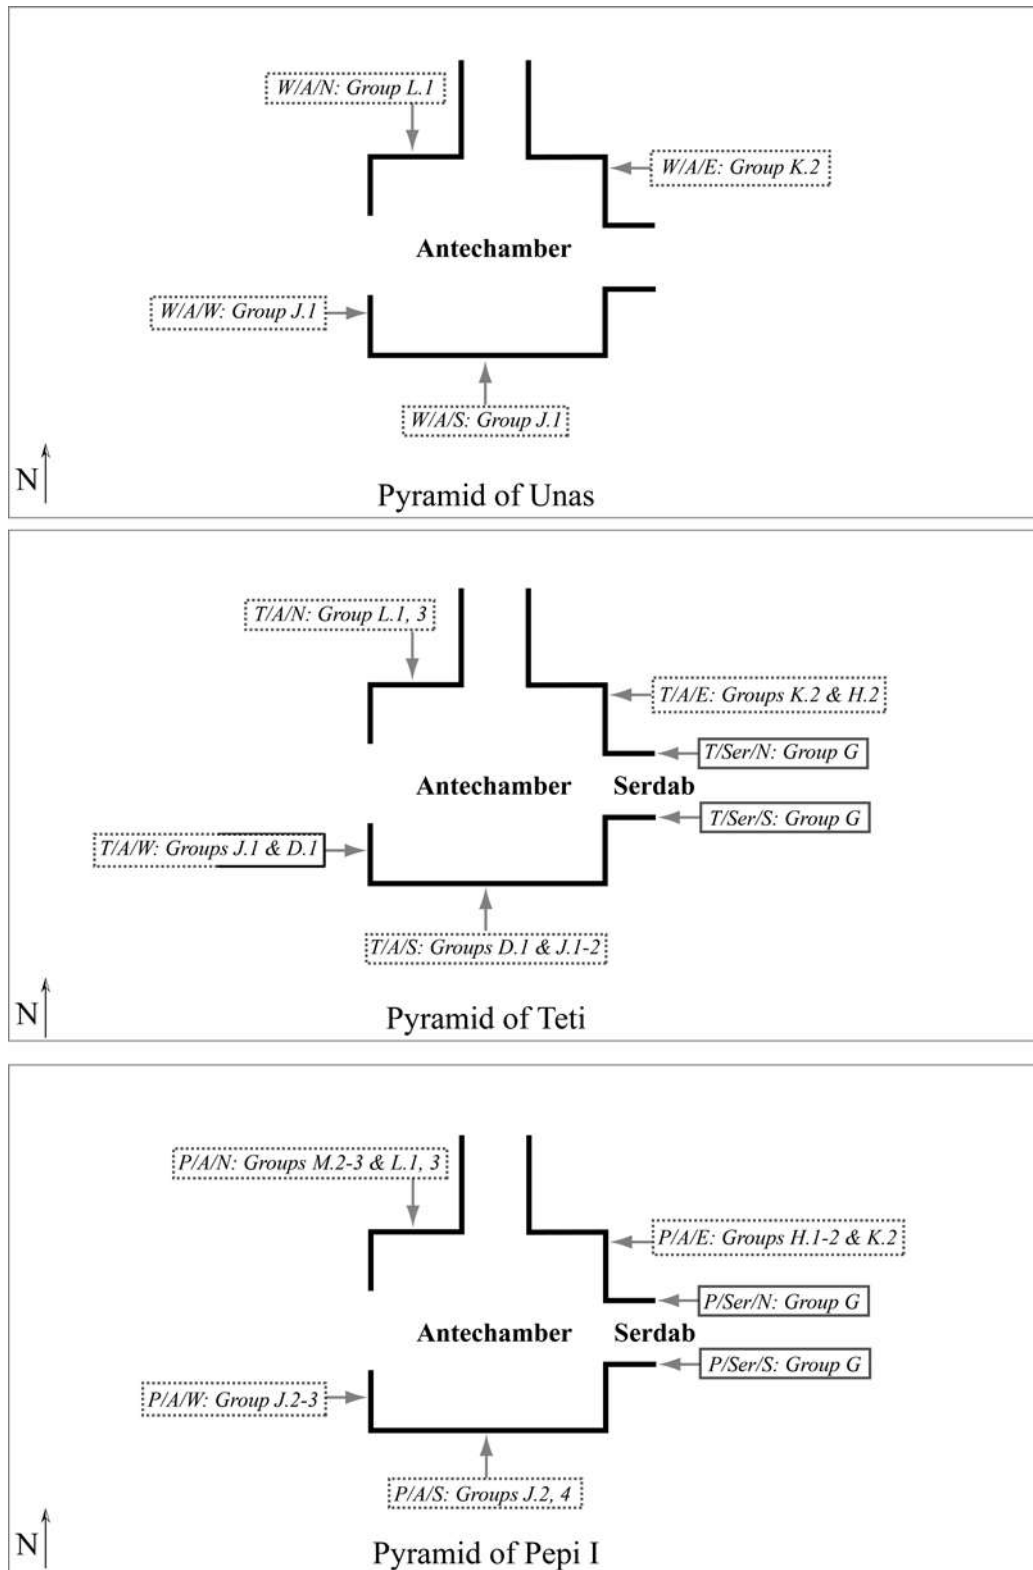 W/A/N: Group L.1
W/A/E: Group K.2
Antechamber
W/A/W: Group J.1
W/A/S: Group J.1
N
Pyramid of Unas
T/A/N: Group L.1, 3
T/A/E: Groups K.2 & H.2
T/Ser/N: Group G
Antechamber Serdab
T/Ser/S: Group G
T/A/W: Groups J.1 & D.1
T/A/S: Groups D.1 & J.1-2
N
Pyramid of Teti
P/A/N: Groups M.2-3 & L.1, 3
P/A/E: Groups H.1-2 & K.2
P/Ser/N: Group G
Antechamber Serdab
P/Ser/S: Group G
P/A/W: Group J.2-3
P/A/S: Groups J.2, 4
N
Pyramid of Pepi I